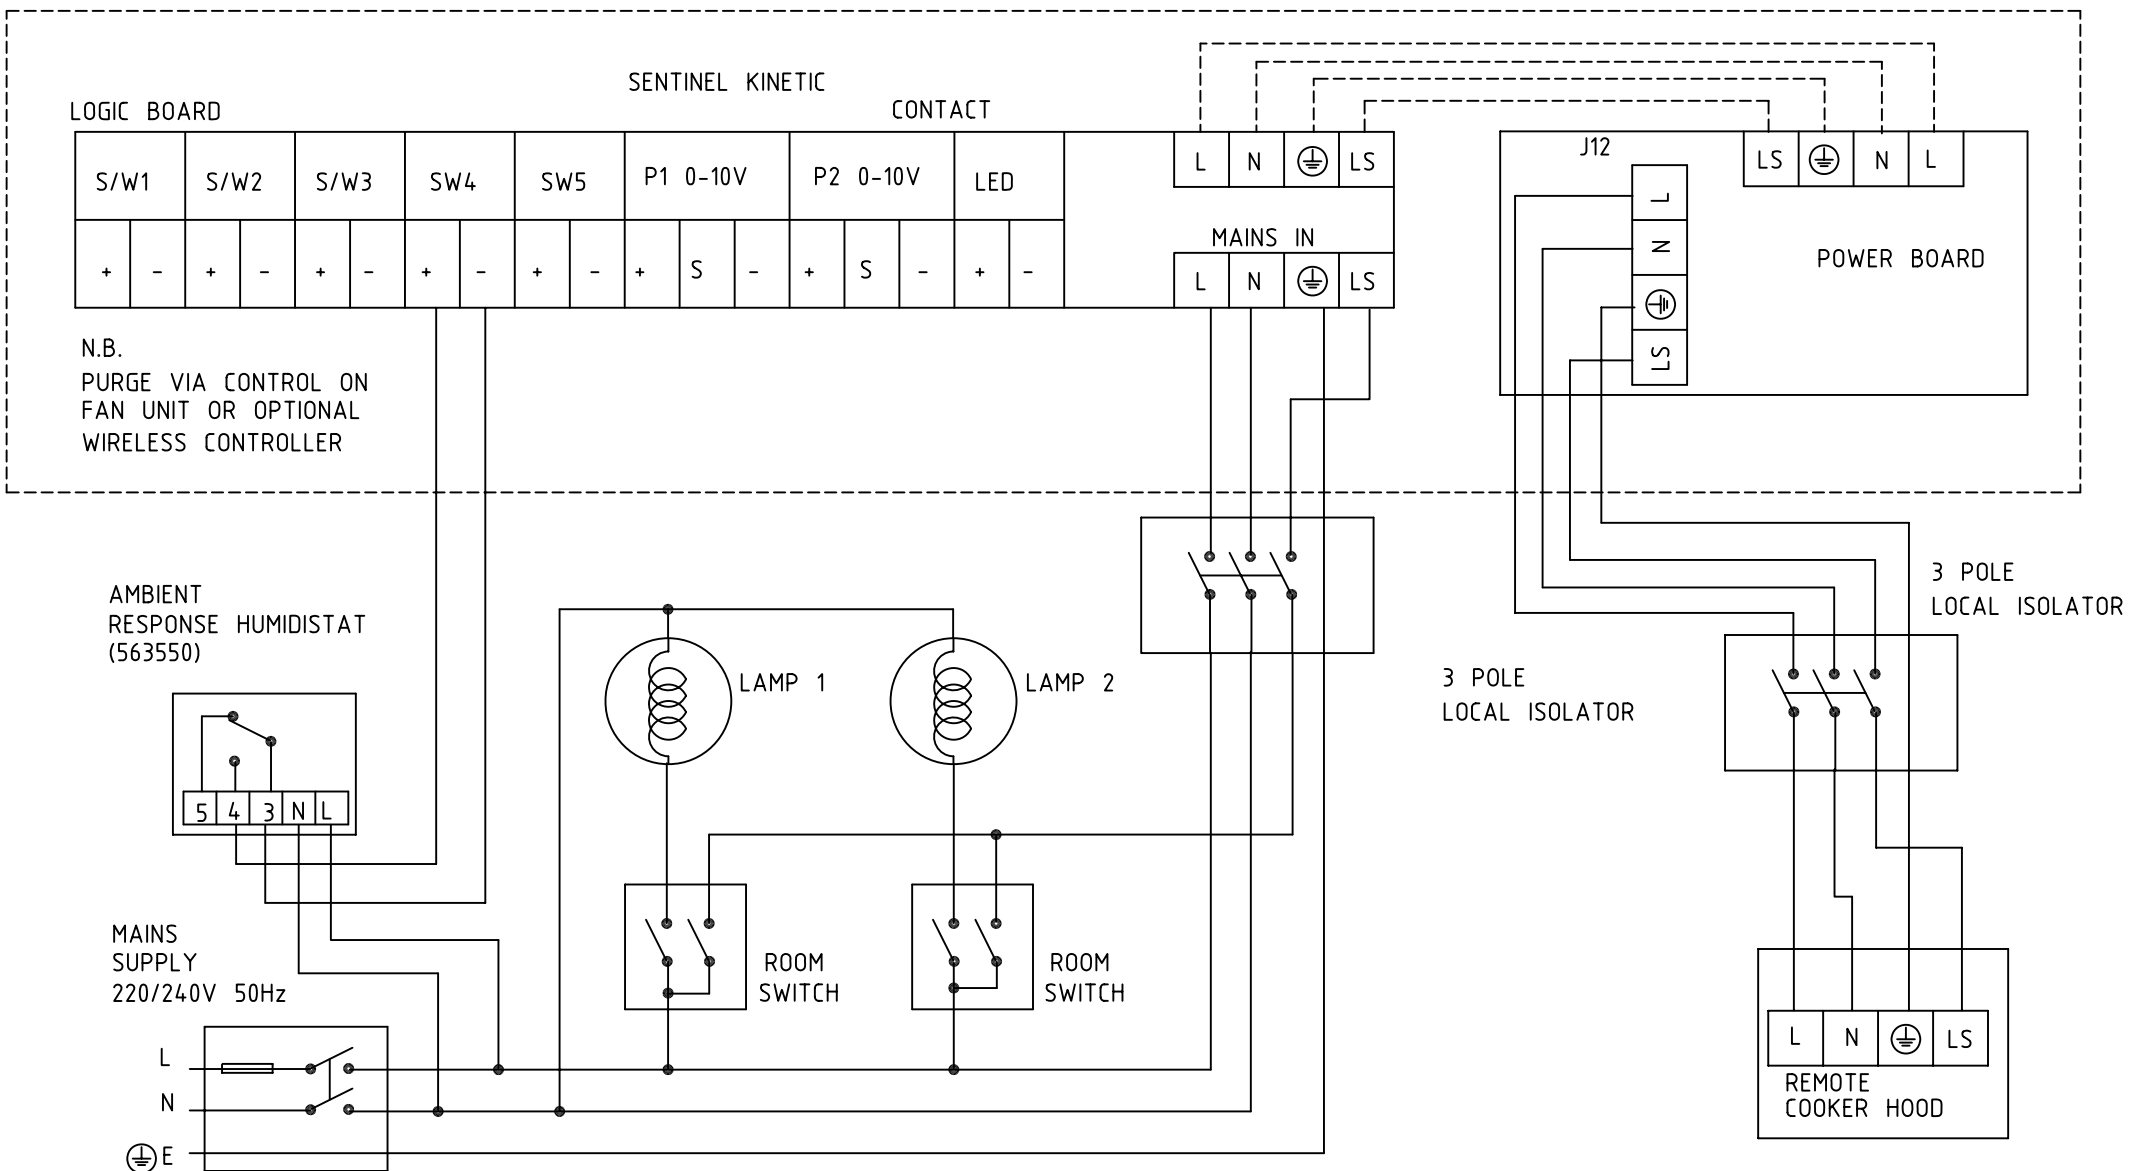 SENTINEL KINETIC
LOGIC BOARD
CONTACT
S/W1 S/W2 S/W3 SW4 SW5 P1 0-10V P2 0-10V LED
+ - + - + - + - + - + S - + S - + -
L N LS
MAINS IN
L N LS
J12
LS N L
L
N
LS
POWER BOARD
N.B.
PURGE VIA CONTROL ON
FAN UNIT OR OPTIONAL
WIRELESS CONTROLLER
AMBIENT
RESPONSE HUMIDISTAT
(563550)
5 4 3 N L
LAMP 1
LAMP 2
3 POLE
LOCAL ISOLATOR
3 POLE
LOCAL ISOLATOR
ROOM
SWITCH
ROOM
SWITCH
MAINS
SUPPLY
220/240V 50Hz
L
N
E
L N LS
REMOTE
COOKER HOOD